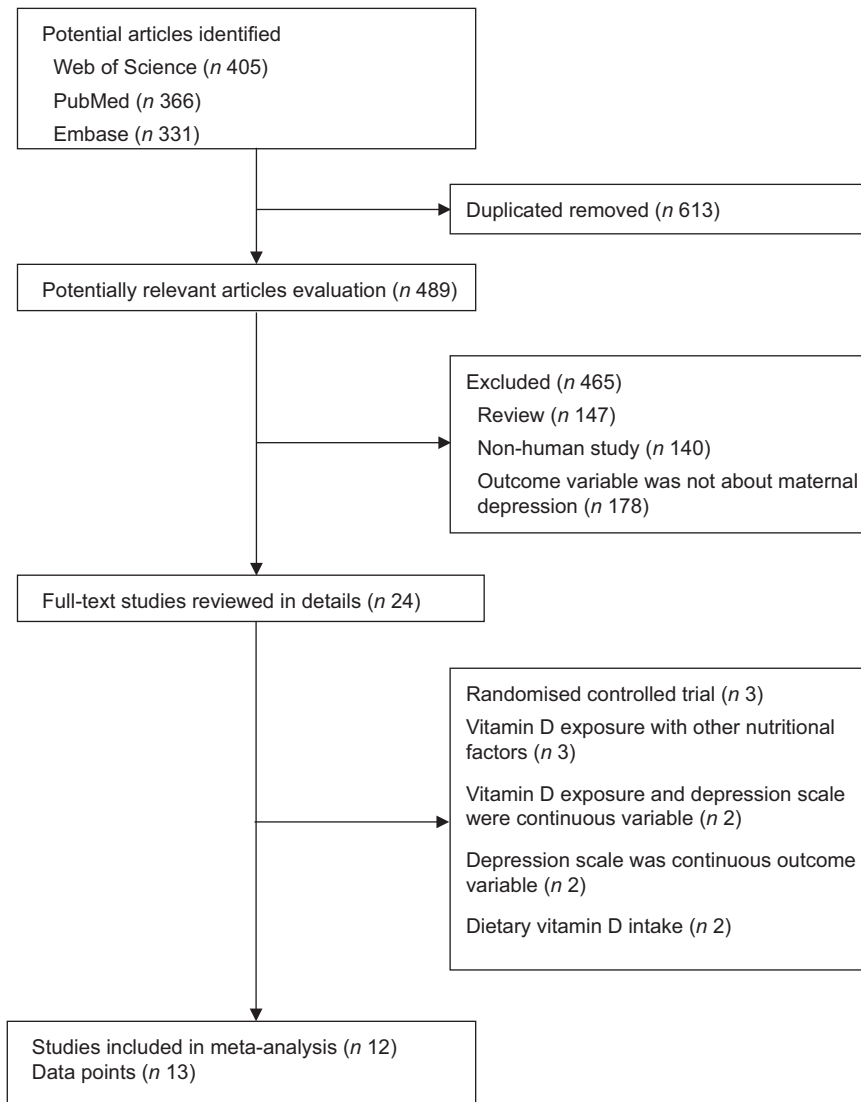 Potential articles identified
Web of Science (n 405)
PubMed (n 366)
Embase (n 331)
Duplicated removed (n 613)
Potentially relevant articles evaluation (n 489)
Excluded (n 465)
Review (n 147)
Non-human study (n 140)
Outcome variable was not about maternal
depression (n 178)
Full-text studies reviewed in details (n 24)
Randomised controlled trial (n 3)
Vitamin D exposure with other nutritional
factors (n 3)
Vitamin D exposure and depression scale
were continuous variable (n 2)
Depression scale was continuous outcome
variable (n 2)
Dietary vitamin D intake (n 2)
Studies included in meta-analysis (n 12)
Data points (n 13)